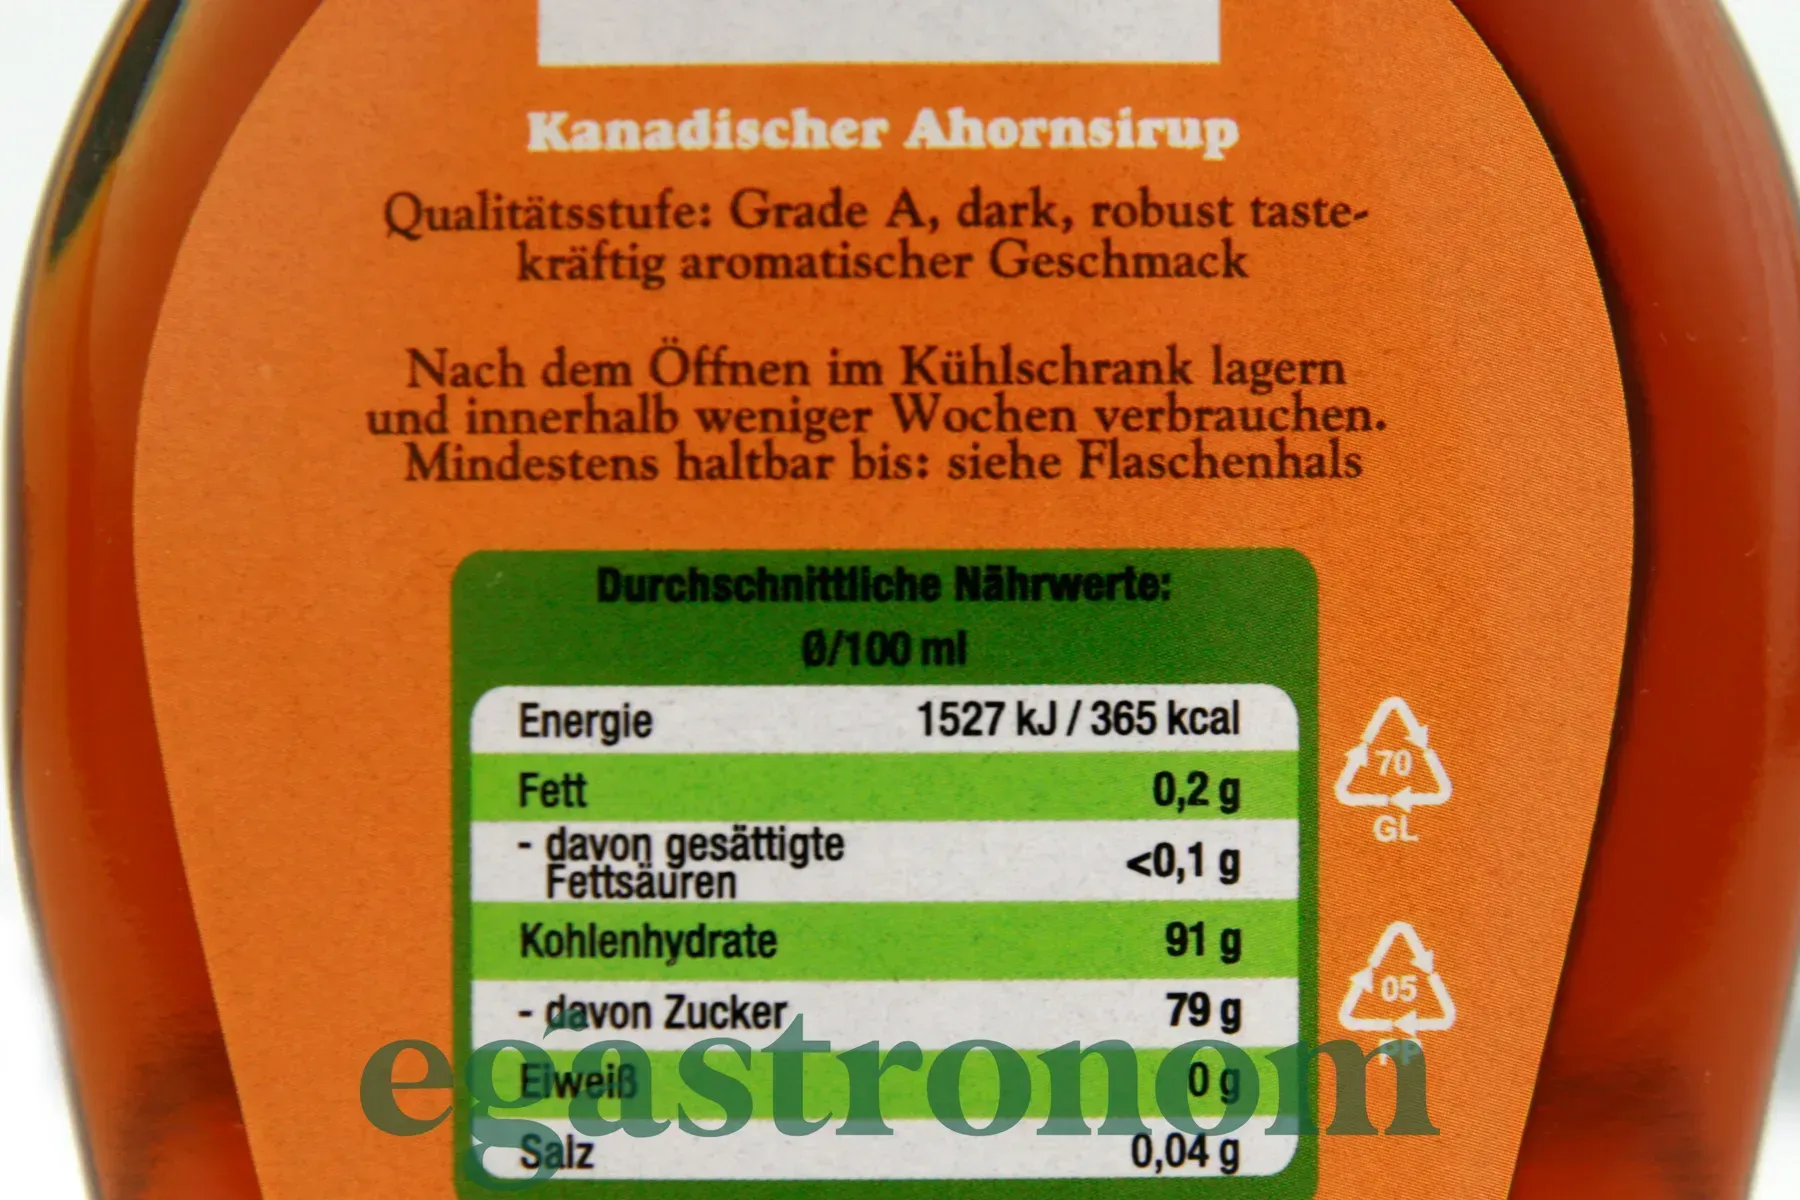 Kanadischer Ahornsirup
Qualitätsstufe: Grade A, dark, robust taste-
kräftig aromatischer Geschmack
Nach dem Öffnen im Kühlschrank lagern
und innerhalb weniger Wochen verbrauchen.
Mindestens haltbar bis: siehe Flaschenhals
Durchschnittliche Nährwerte:
Ø/100 ml
Energie 1527 kJ / 365 kcal
Fett 0,2 g
- davon gesättigte
Fettsäuren <0,1 g
Kohlenhydrate 91 g
- davon Zucker 79 g
Eiweiß 0 g
Salz 0,04 g
70
GL
05
PP
egastronom